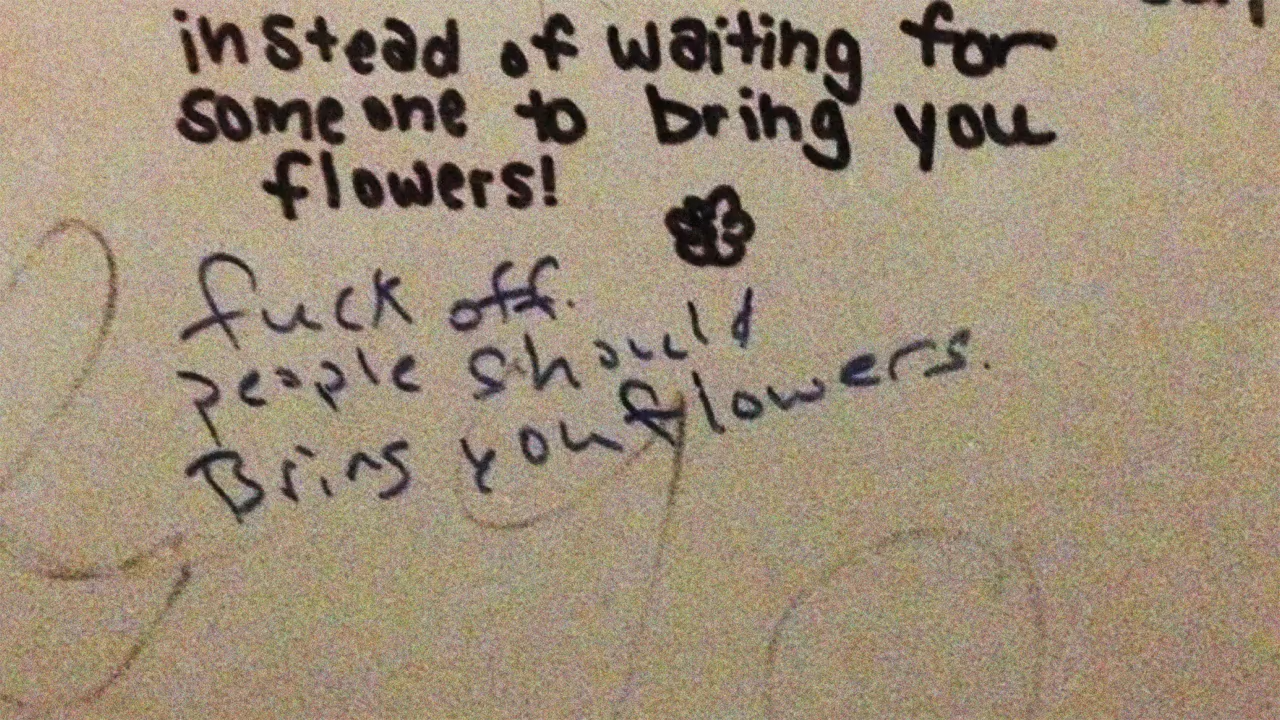 instead of waiting for
someone to bring you
flowers!
fuck off.
people should
Bring you flowers.